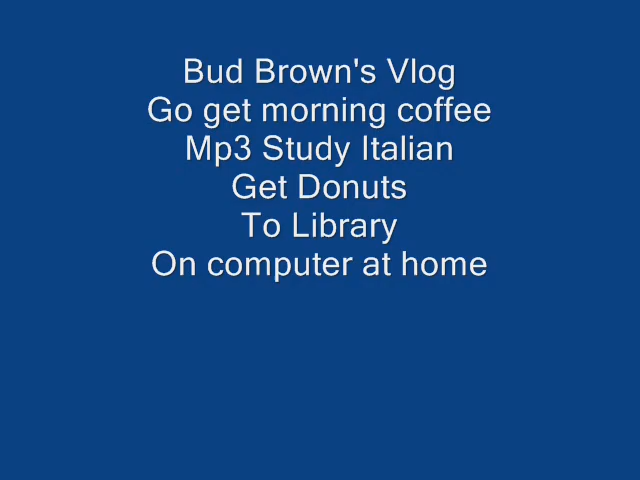 Bud Brown's Vlog
Go get morning coffee
Mp3 Study Italian
Get Donuts
To Library
On computer at home